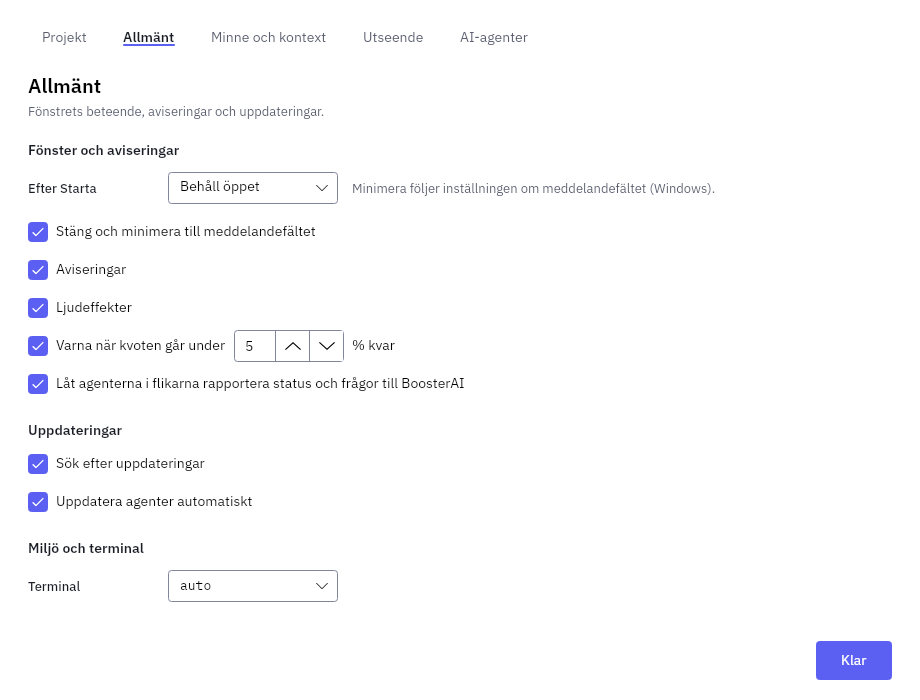 Projekt Allmänt Minne och kontext Utseende AI-agenter
Allmänt
Fönstrets beteende, aviseringar och uppdateringar.
Fönster och aviseringar
Efter Starta Behåll öppet Minimera följer inställningen om meddelandefältet (Windows).
Stäng och minimera till meddelandefältet
Aviseringar
Ljudeffekter
Varna när kvoten går under 5 % kvar
Låt agenterna i flikarna rapportera status och frågor till BoosterAI
Uppdateringar
Sök efter uppdateringar
Uppdatera agenter automatiskt
Miljö och terminal
Terminal auto
Klar